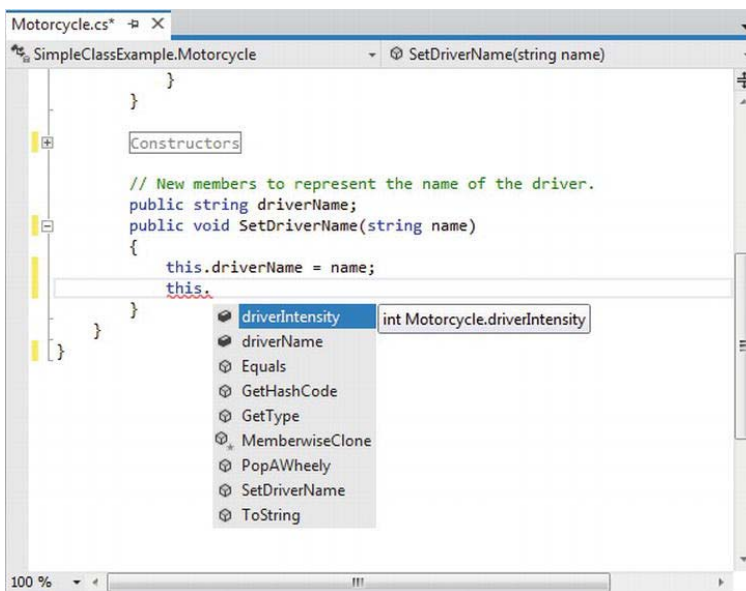 Motorcycle.cs*
SimpleClassExample.Motorcycle SetDriverName(string name)
}
}
Constructors
// New members to represent the name of the driver.
public string driverName;
public void SetDriverName(string name)
{
this.driverName = name;
this.
}
}
}
driverIntensity int Motorcycle.driverIntensity
driverName
Equals
GetHashCode
GetType
MemberwiseClone
PopAWheely
SetDriverName
ToString
100 %